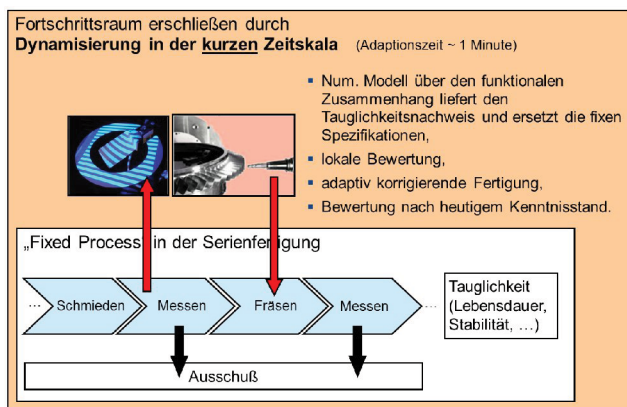 Fortschrittsraum erschließen durch
Dynamisierung in der kurzen Zeitskala (Adaptionszeit ~ 1 Minute)
▪ Num. Modell über den funktionalen
Zusammenhang liefert den
Tauglichkeitsnachweis und ersetzt die fixen
Spezifikationen,
▪ lokale Bewertung,
▪ adaptiv korrigierende Fertigung,
▪ Bewertung nach heutigem Kenntnisstand.
„Fixed Process“ in der Serienfertigung
... Schmieden Messen Fräsen Messen ...
Tauglichkeit
(Lebensdauer,
Stabilität, ...)
Ausschuß